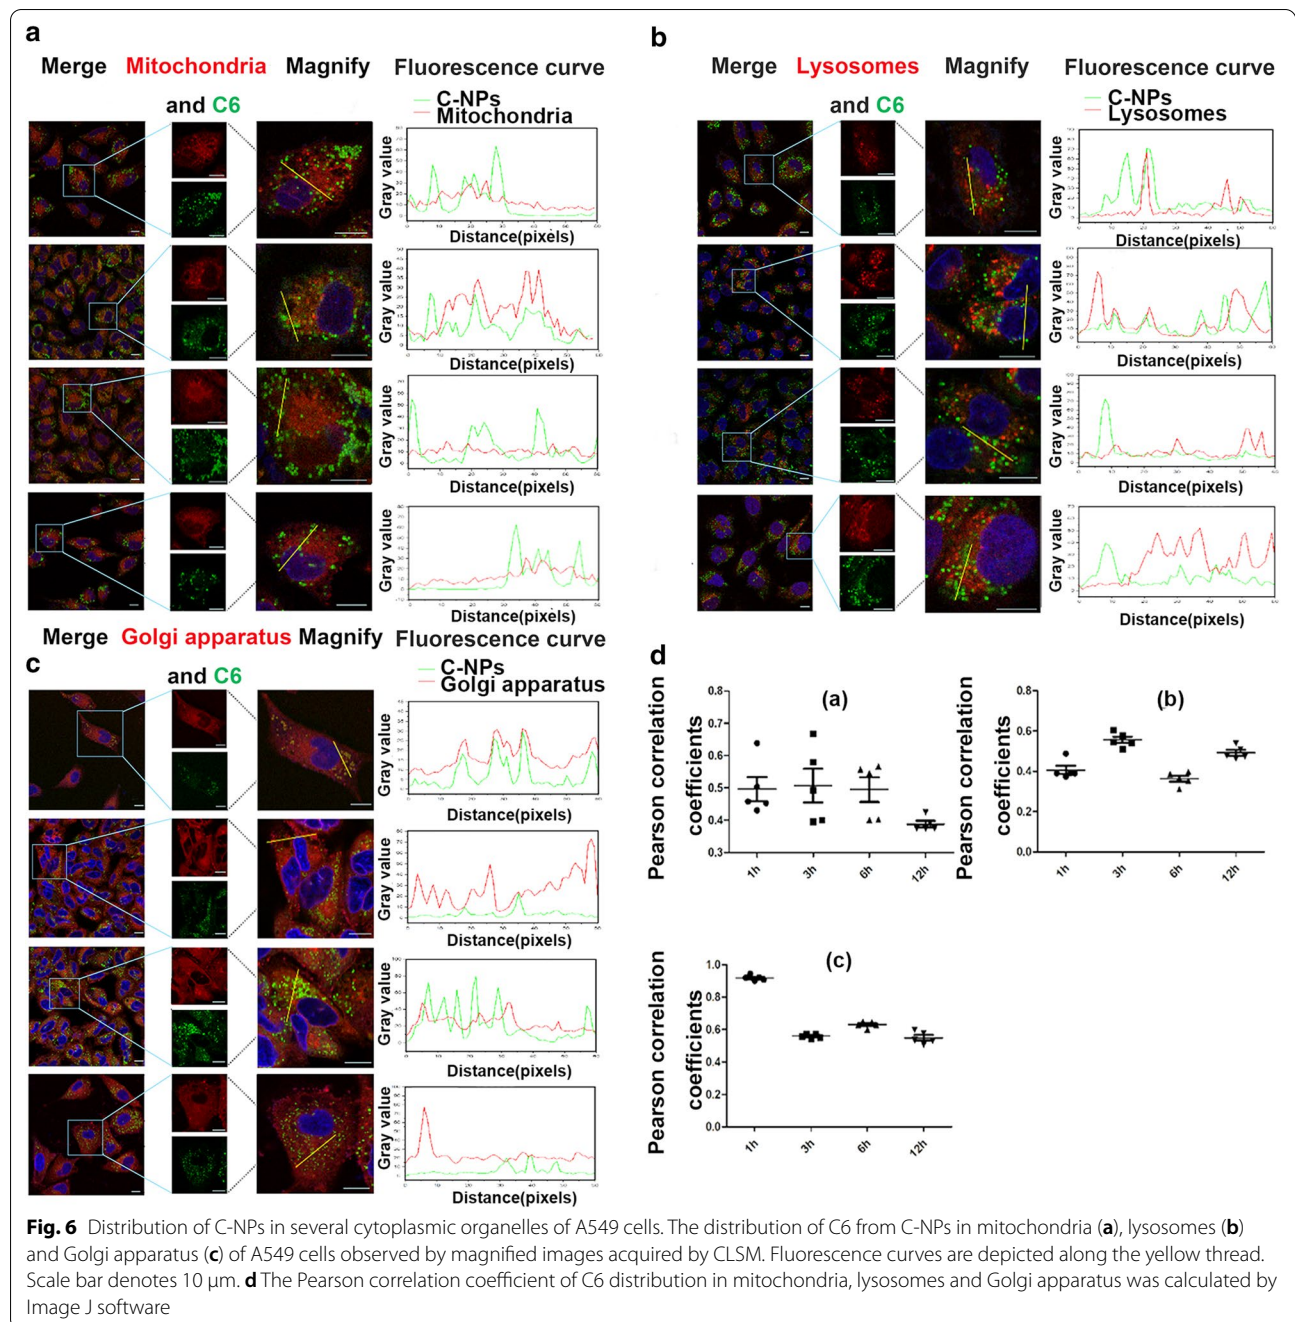 a
Merge Mitochondria Magnify Fluorescence curve
and C6
C-NPs
Mitochondria
Gray value
Distance(pixels)
Gray value
Distance(pixels)
Gray value
Distance(pixels)
Gray value
Distance(pixels)
b
Merge Lysosomes Magnify Fluorescence curve
and C6
C-NPs
Lysosomes
Gray value
Distance(pixels)
Gray value
Distance(pixels)
Gray value
Distance(pixels)
Gray value
Distance(pixels)
c
Merge Golgi apparatus Magnify Fluorescence curve
and C6
C-NPs
Golgi apparatus
Gray value
Distance(pixels)
Gray value
Distance(pixels)
Gray value
Distance(pixels)
Gray value
Distance(pixels)
d
(a)
Pearson correlation
coefficients
0.8
0.7
0.6
0.5
0.4
0.3
1h 3h 6h 12h
(b)
Pearson correlation
coefficients
0.8
0.6
0.4
0.2
0.0
1h 3h 6h 12h
(c)
Pearson correlation
coefficients
1.0
0.8
0.6
0.4
0.2
0.0
1h 3h 6h 12h
Fig. 6 Distribution of C-NPs in several cytoplasmic organelles of A549 cells. The distribution of C6 from C-NPs in mitochondria (a), lysosomes (b)
and Golgi apparatus (c) of A549 cells observed by magnified images acquired by CLSM. Fluorescence curves are depicted along the yellow thread.
Scale bar denotes 10 μm. d The Pearson correlation coefficient of C6 distribution in mitochondria, lysosomes and Golgi apparatus was calculated by
Image J software